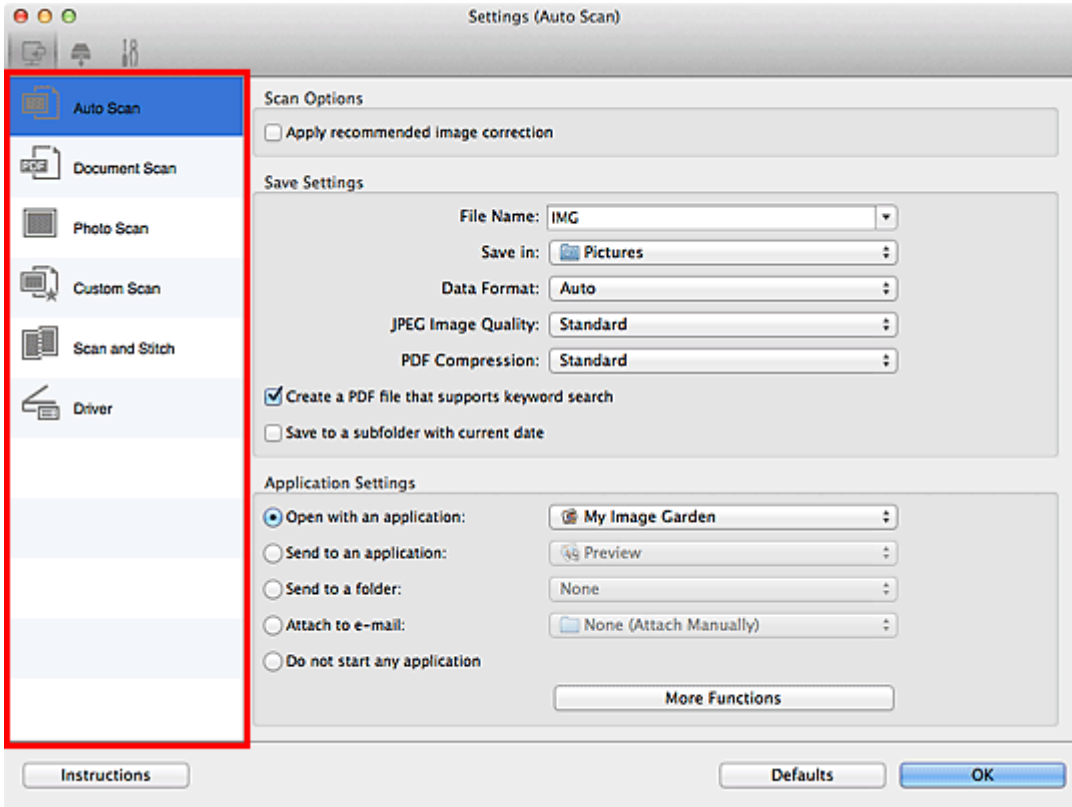 Settings (Auto Scan)
Auto Scan
PDF
Document Scan
Photo Scan
Custom Scan
Scan and Stitch
Driver
Scan Options
Apply recommended image correction
Save Settings
File Name: IMG
Save in: Pictures
Data Format: Auto
JPEG Image Quality: Standard
PDF Compression: Standard
Create a PDF file that supports keyword search
Save to a subfolder with current date
Application Settings
Open with an application: My Image Garden
Send to an application: Preview
Send to a folder: None
Attach to e-mail: None (Attach Manually)
Do not start any application
More Functions
Instructions Defaults OK